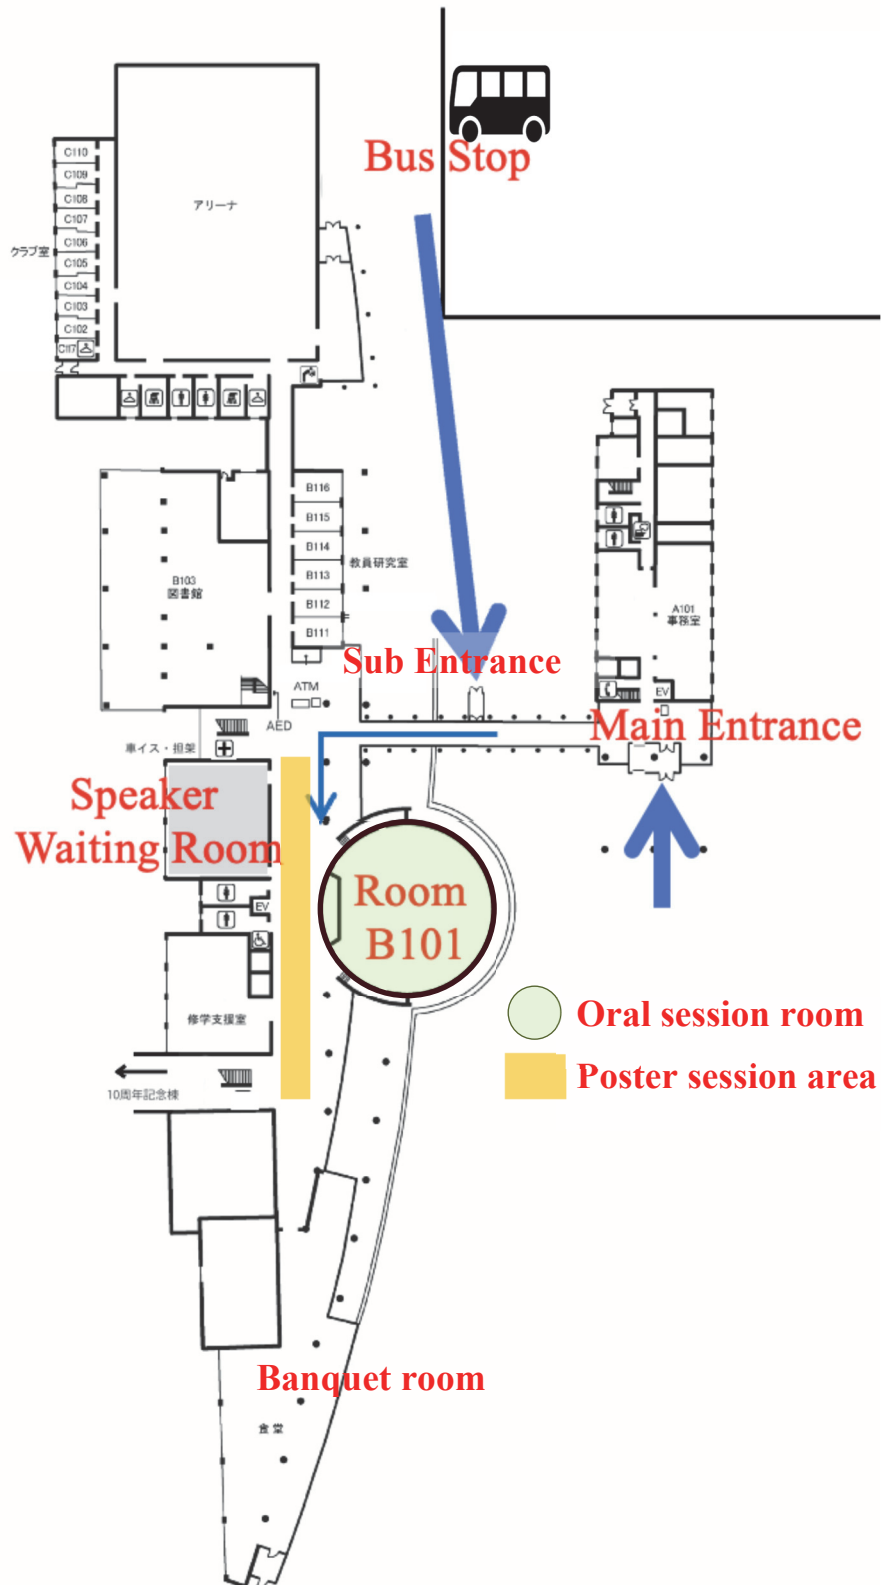 Bus Stop
C110
C109
C108
C107
C106
C105
C104
C103
C102
C117
クラブ室
アリーナ
B116
B115
B114
B113
B112
B111
教員研究室
B103
図書館
A101
事務室
Sub Entrance
ATM
EV
AED
Main Entrance
車イス・担架
Speaker
Waiting Room
EV
Room
B101
修学支援室
Oral session room
Poster session area
10周年記念棟
Banquet room
食堂